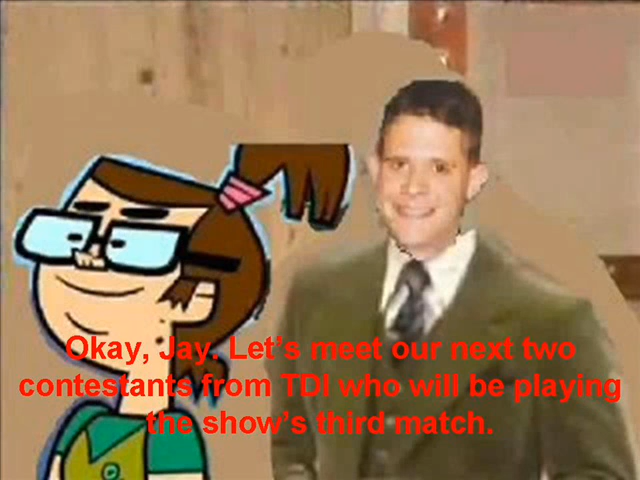 Okay, Jay. Let's meet our next two
contestants from TDI who will be playing
the show's third match.